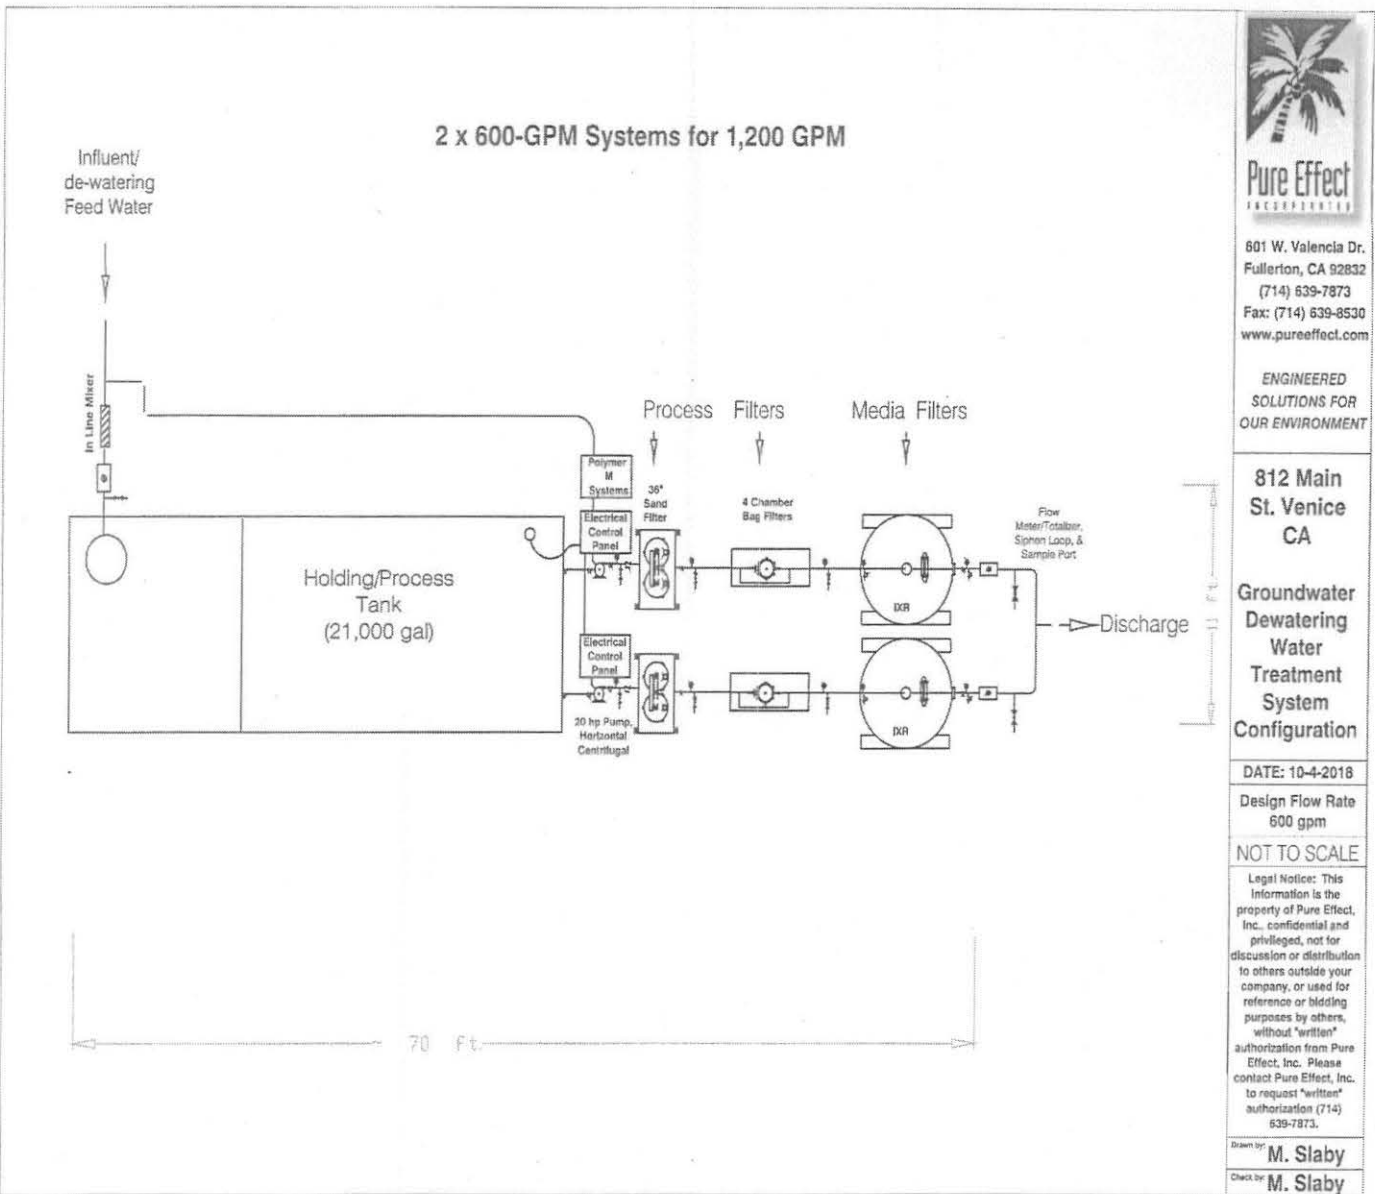 2 x 600-GPM Systems for 1,200 GPM
Influent/
de-watering
Feed Water
In Line Mixer
Process Filters
Media Filters
Polymer
M
Systems
36"
Sand
Filter
4 Chamber
Bag Filters
Flow
Meter/Totalizer,
Siphon Loop, &
Sample Port
Electrical
Control
Panel
Holding/Process
Tank
(21,000 gal)
IXR
Discharge
Electrical
Control
Panel
20 hp Pump,
Horizontal
Centrifugal
IXR
ft.
70 ft.
Pure Effect
INCORPORATED
601 W. Valencia Dr.
Fullerton, CA 92832
(714) 639-7873
Fax: (714) 639-8530
www.pureeffect.com
ENGINEERED
SOLUTIONS FOR
OUR ENVIRONMENT
812 Main
St. Venice
CA
Groundwater
Dewatering
Water
Treatment
System
Configuration
DATE: 10-4-2018
Design Flow Rate
600 gpm
NOT TO SCALE
Legal Notice: This
Information is the
property of Pure Effect,
Inc., confidential and
privileged, not for
discussion or distribution
to others outside your
company, or used for
reference or bidding
purposes by others,
without "written"
authorization from Pure
Effect, Inc. Please
contact Pure Effect, Inc.
to request "written"
authorization (714)
639-7873.
Drawn by: M. Slaby
Check by: M. Slaby